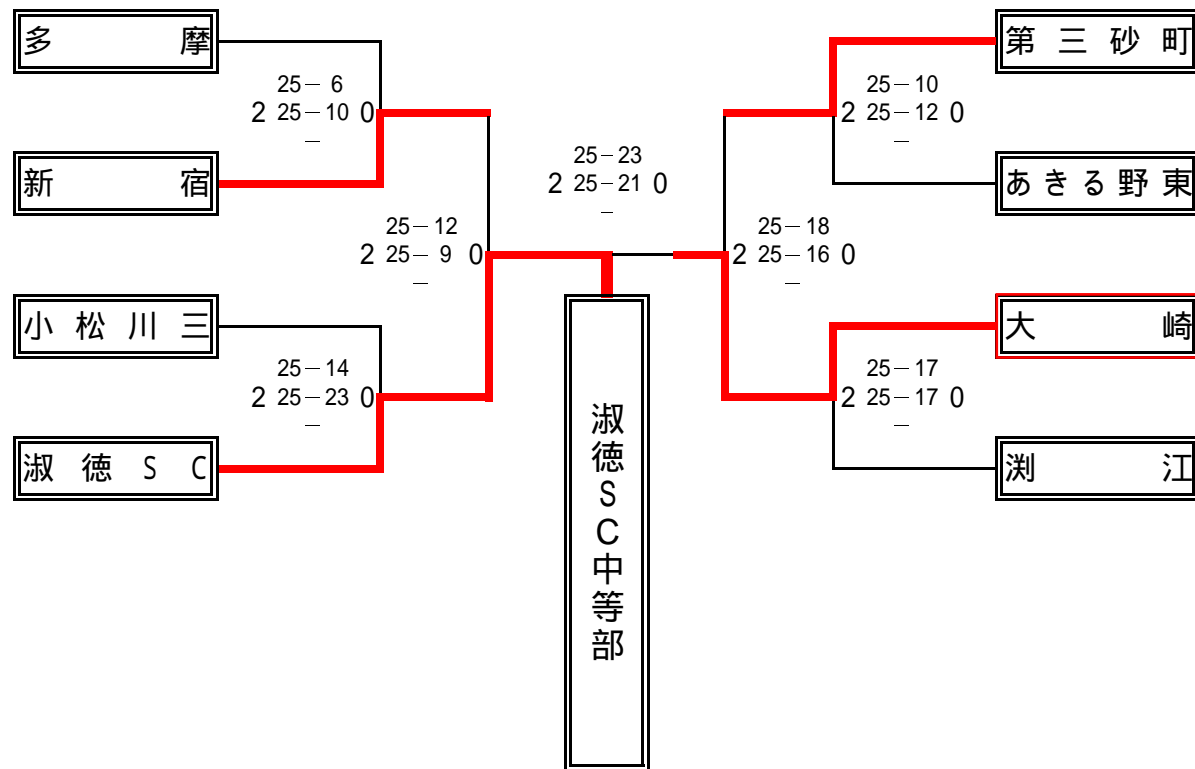 多摩
第三砂町
25－ 6
2 25－10 0
－
25－10
2 25－12 0
－
新宿
あきる野東
25－23
2 25－21 0
－
25－12
2 25－ 9 0
－
25－18
2 25－16 0
－
小松川三
大崎
25－14
2 25－23 0
－
25－17
2 25－17 0
－
淑徳ＳＣ
渕江
淑徳ＳＣ中等部